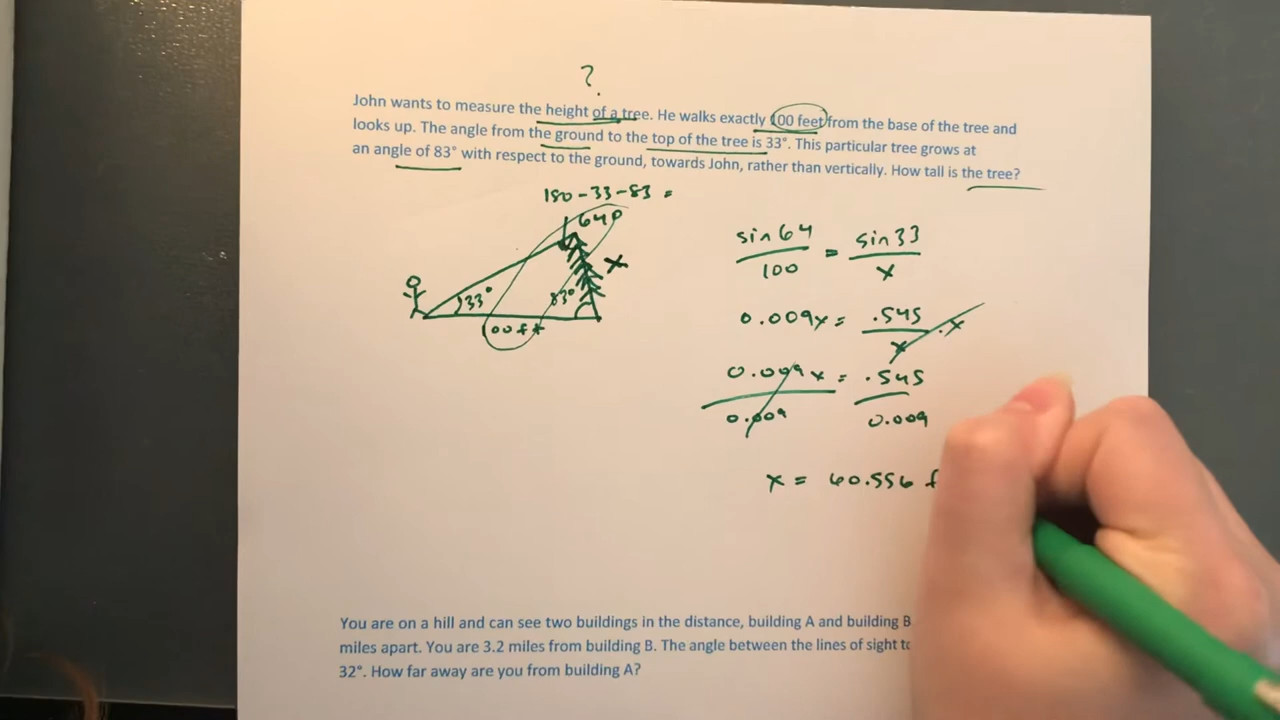 ?
John wants to measure the height of a tree. He walks exactly 100 feet from the base of the tree and
looks up. The angle from the ground to the top of the tree is 33°. This particular tree grows at
an angle of 83° with respect to the ground, towards John, rather than vertically. How tall is the tree?
180-33-83 =
64°
x
33°
83°
100ft
sin 64 / 100 = sin 33 / x
0.009x = .545 / x · x
0.009x = .545
0.009 0.009
x = 60.556 f
You are on a hill and can see two buildings in the distance, building A and building B
miles apart. You are 3.2 miles from building B. The angle between the lines of sight to
32°. How far away are you from building A?